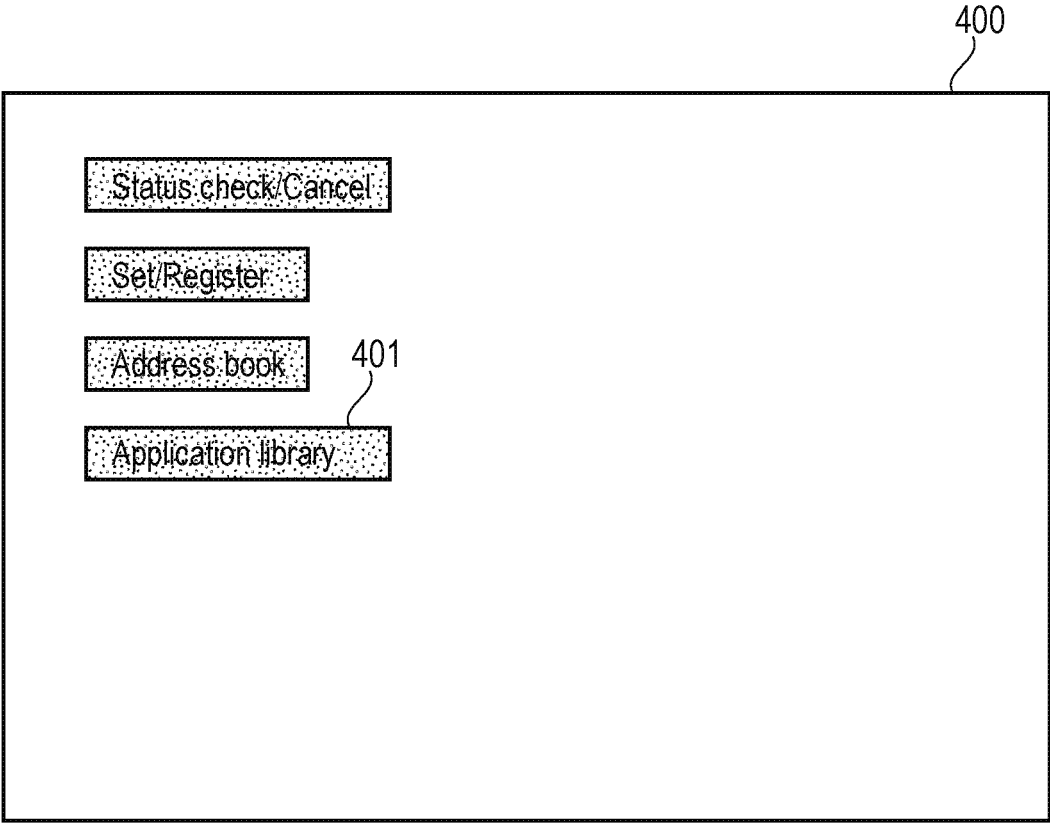 400
Status check/Cancel
Set/Register
Address book
401
Application library